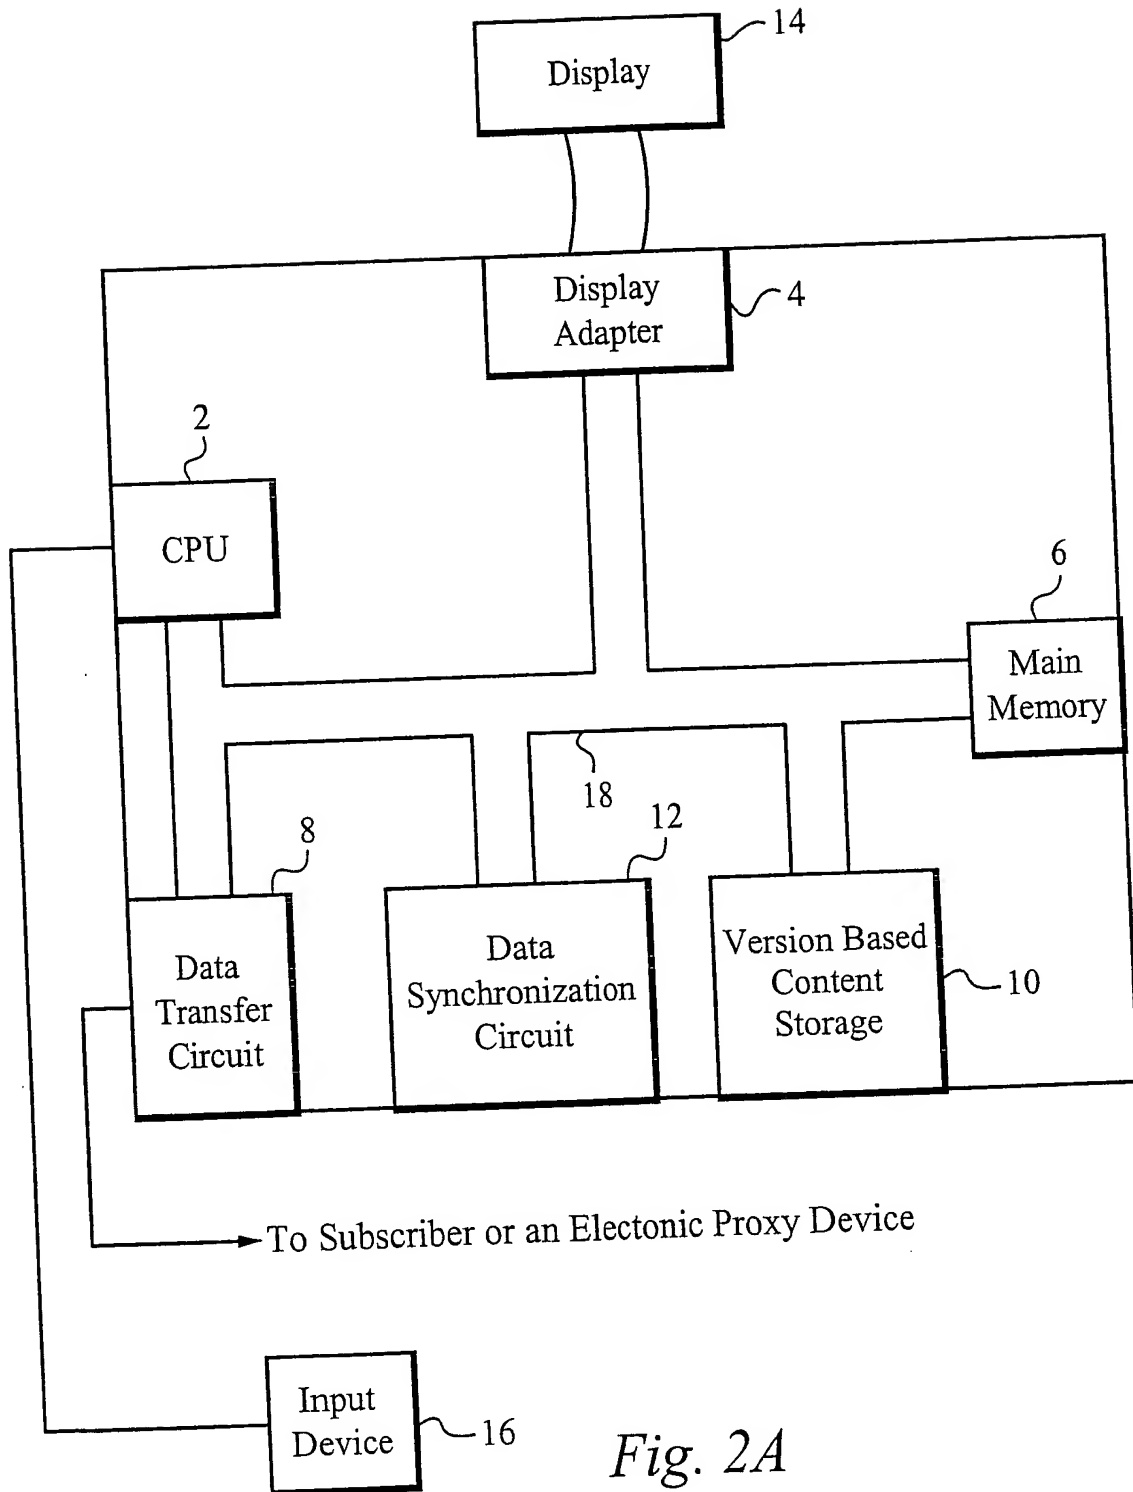 14
Display
Display
Adapter
4
2
CPU
6
Main
Memory
18
8
12
Data
Transfer
Circuit
Data
Synchronization
Circuit
Version Based
Content
Storage
10
To Subscriber or an Electonic Proxy Device
Input
Device
16
Fig. 2A